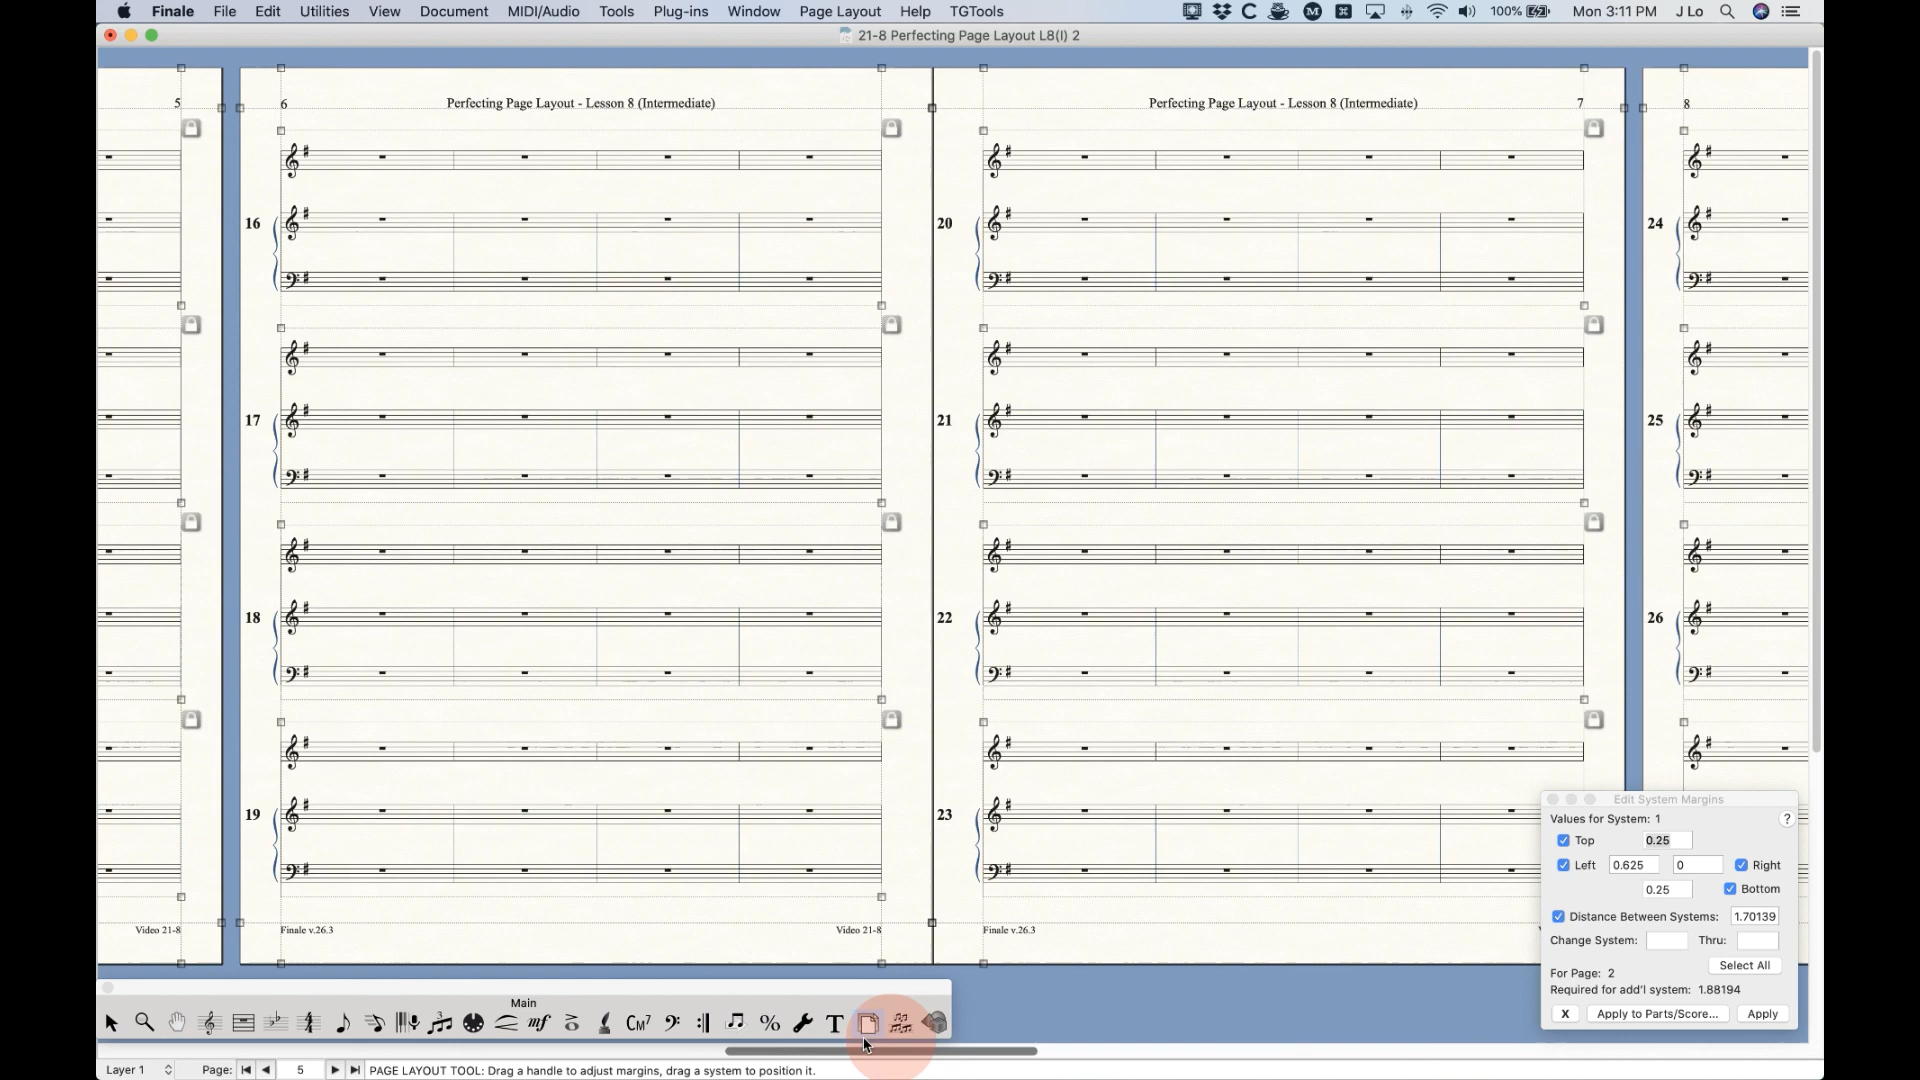 Finale File Edit Utilities View Document MIDI/Audio Tools Plug-ins Window Page Layout Help TGTools 100% Mon 3:11 PM J Lo
21-8 Perfecting Page Layout L8(I) 2
5 6 Perfecting Page Layout - Lesson 8 (Intermediate) Perfecting Page Layout - Lesson 8 (Intermediate) 7 8
16 20 24
17 21 25
18 22 26
19 23
Video 21-8 Finale v.26.3 Video 21-8 Finale v.26.3
Edit System Margins
Values for System: 1 ?
Top 0.25
Left 0.625 0 Right
0.25 Bottom
Distance Between Systems: 1.70139
Change System: Thru:
Select All
For Page: 2
Required for add'l system: 1.88194
X Apply to Parts/Score... Apply
Main
CM7
T
Layer 1 Page: 5 PAGE LAYOUT TOOL: Drag a handle to adjust margins, drag a system to position it.